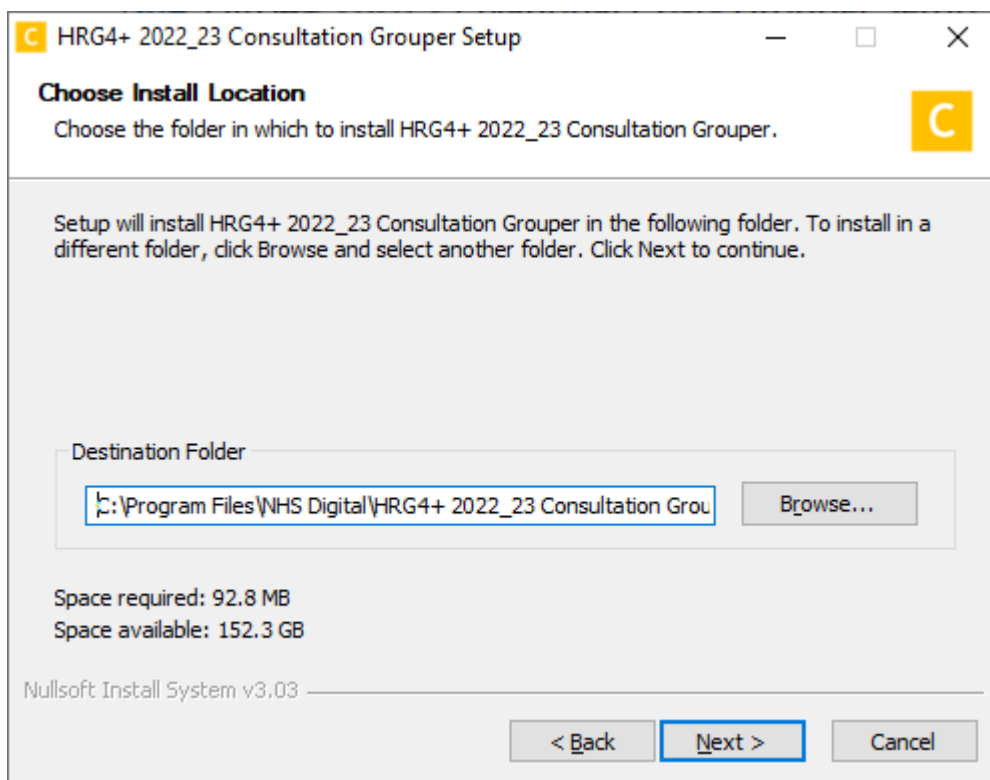 C HRG4+ 2022_23 Consultation Grouper Setup
Choose Install Location
Choose the folder in which to install HRG4+ 2022_23 Consultation Grouper.
C
Setup will install HRG4+ 2022_23 Consultation Grouper in the following folder. To install in a
different folder, click Browse and select another folder. Click Next to continue.
Destination Folder
C:\Program Files\NHS Digital\HRG4+ 2022_23 Consultation Grou
Browse...
Space required: 92.8 MB
Space available: 152.3 GB
Nullsoft Install System v3.03
< Back
Next >
Cancel